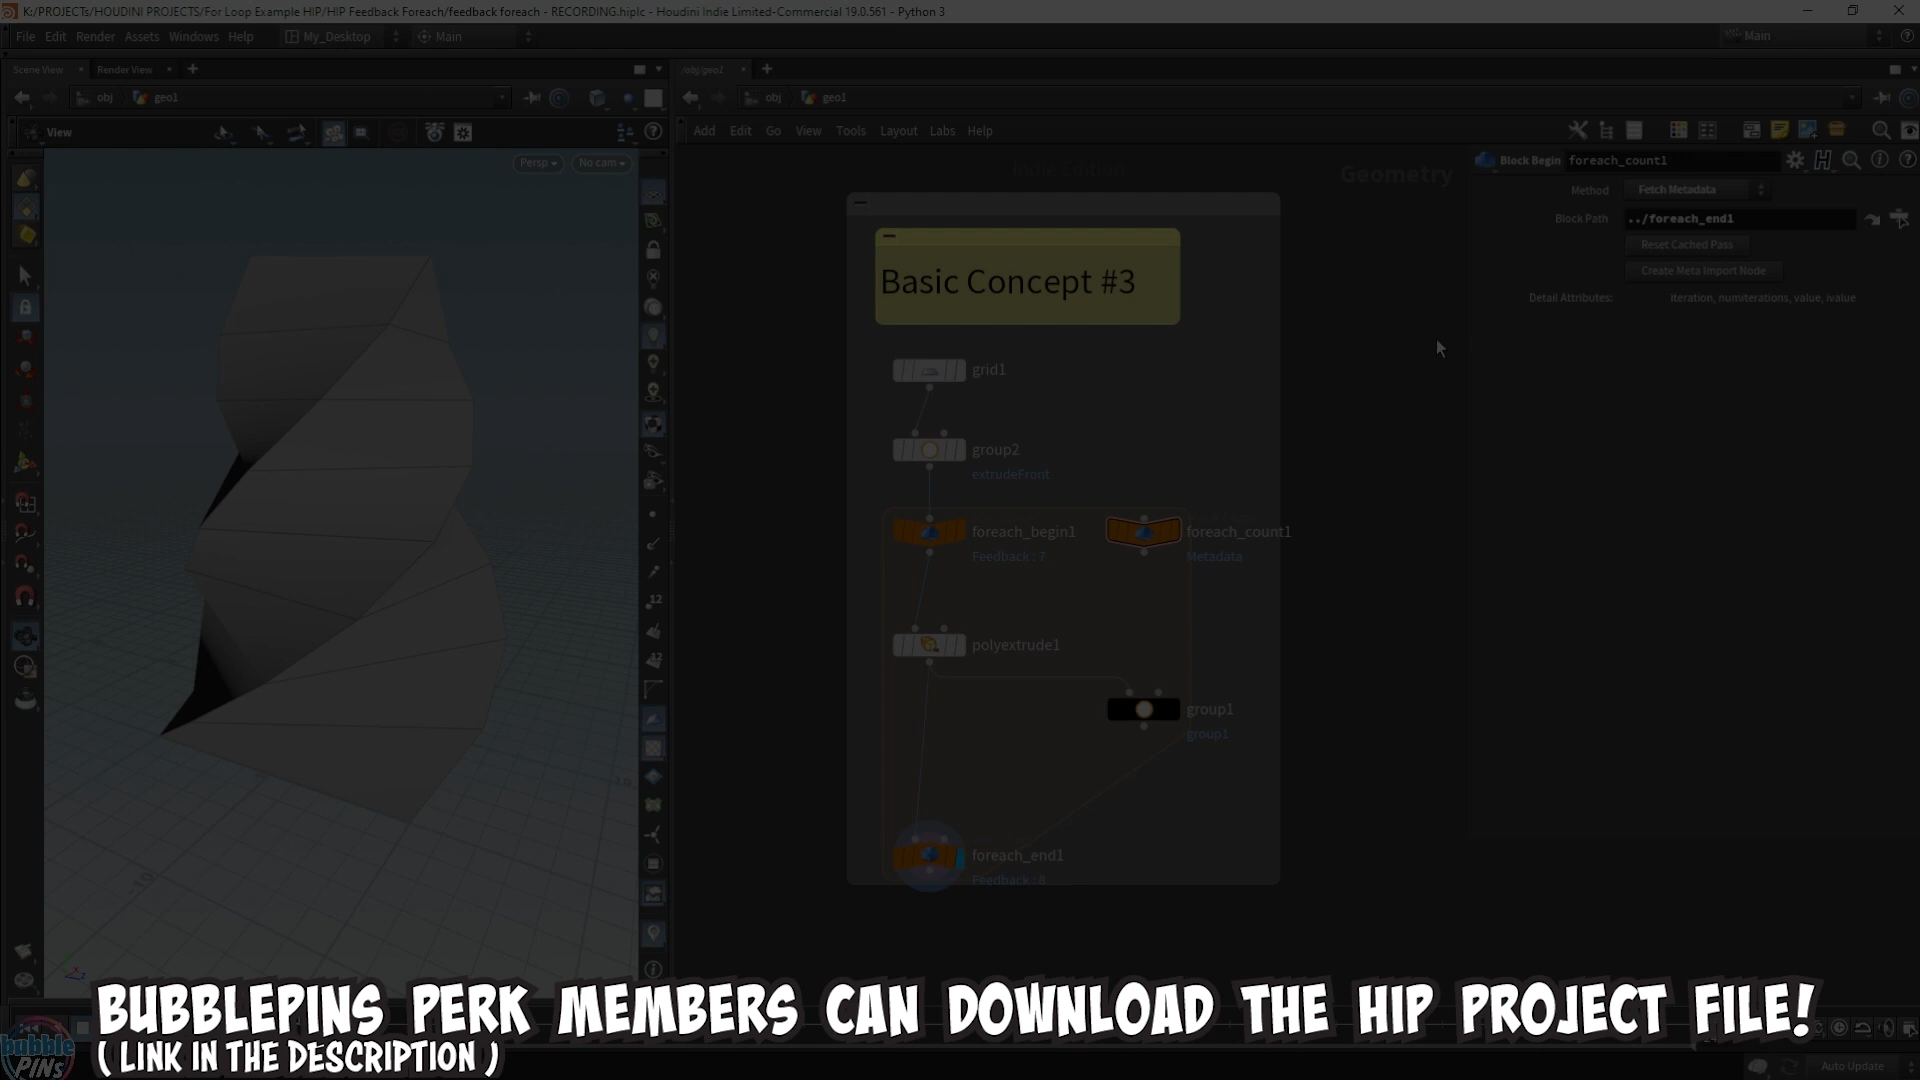 K:/PROJECTs/HOUDINI PROJECTS/For Loop Example HIP/HIP Feedback Foreach/feedback foreach - RECORDING.hiplc - Houdini Indie Limited-Commercial 19.0.561 - Python 3
File Edit Render Assets Windows Help My_Desktop Main Main
Scene View Render View /obj/geo1
obj geo1 obj geo1
View Add Edit Go View Tools Layout Labs Help
Persp No cam
Indie Edition Geometry
Block Begin foreach_count1
Method Fetch Metadata
Block Path ../foreach_end1
Reset Cached Pass
Create Meta Import Node
Detail Attributes: iteration, numiterations, value, ivalue
Basic Concept #3
grid1
group2
extrudeFront
foreach_begin1
Feedback : 7
foreach_count1
Metadata
polyextrude1
group1
group1
foreach_end1
Feedback : 8
BUBBLEPINS PERK MEMBERS CAN DOWNLOAD THE HIP PROJECT FILE!
( LINK IN THE DESCRIPTION )
bubble PINs
Auto Update